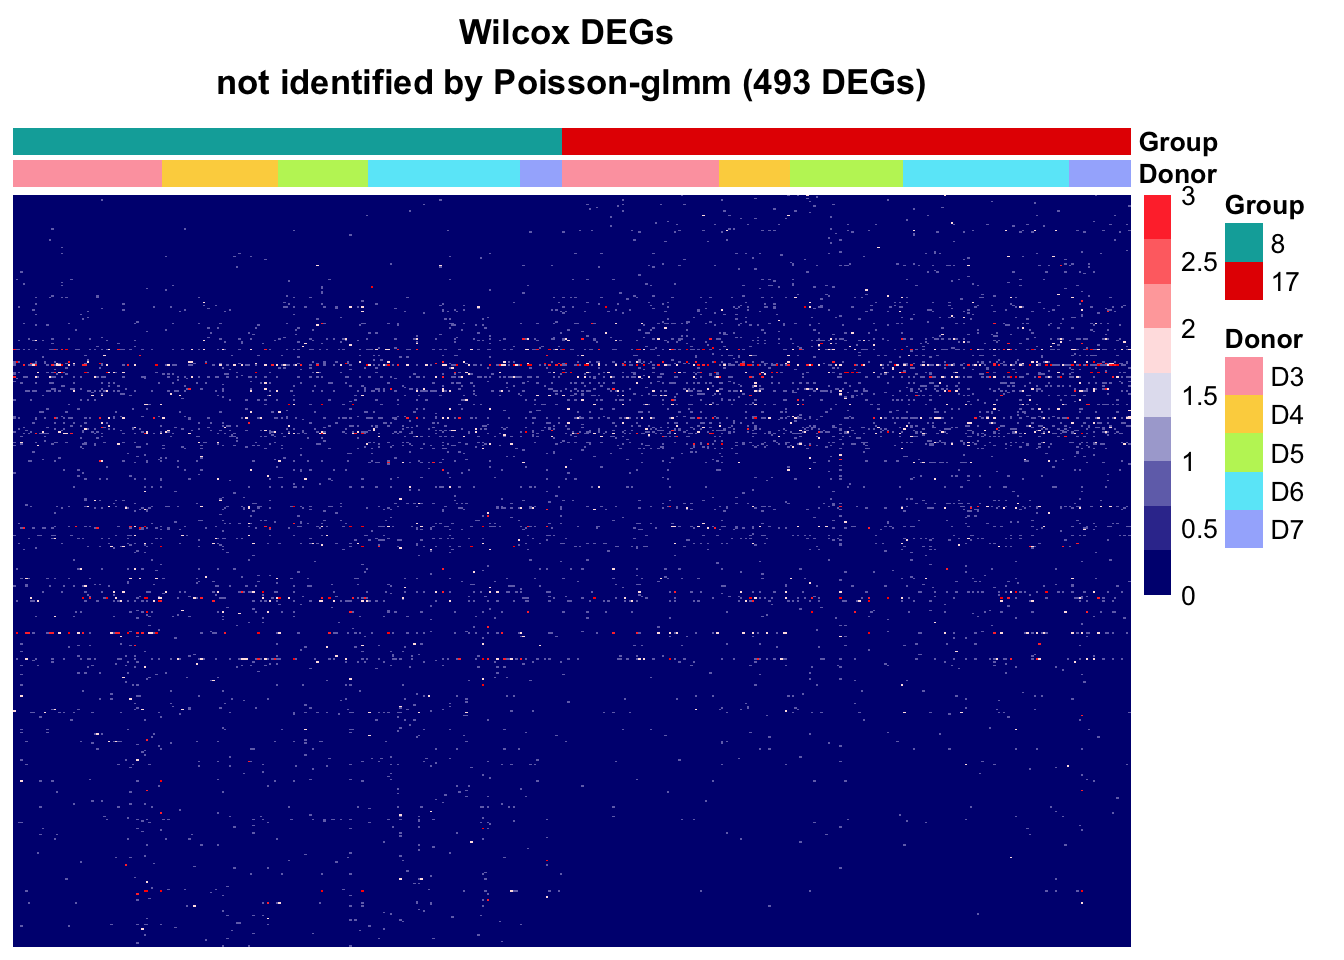 Wilcox DEGs
not identified by Poisson-glmm (493 DEGs)
Group
Donor
3
2.5
2
1.5
1
0.5
0
Group
8
17
Donor
D3
D4
D5
D6
D7